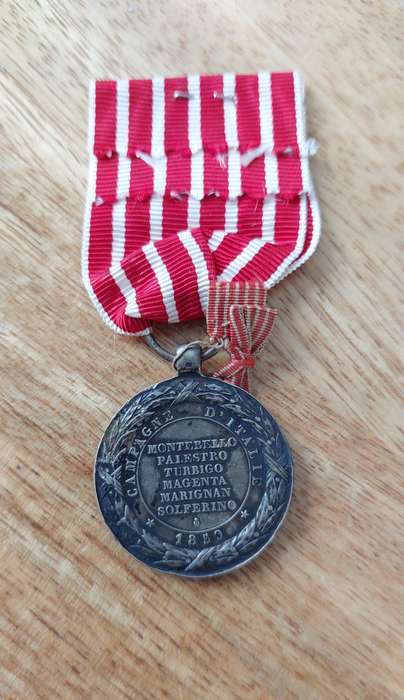 CAMPAGNE D'ITALIE
MONTEBELLO
PALESTRO
TURBIGO
MAGENTA
MARIGNAN
SOLFERINO
* 1859 *